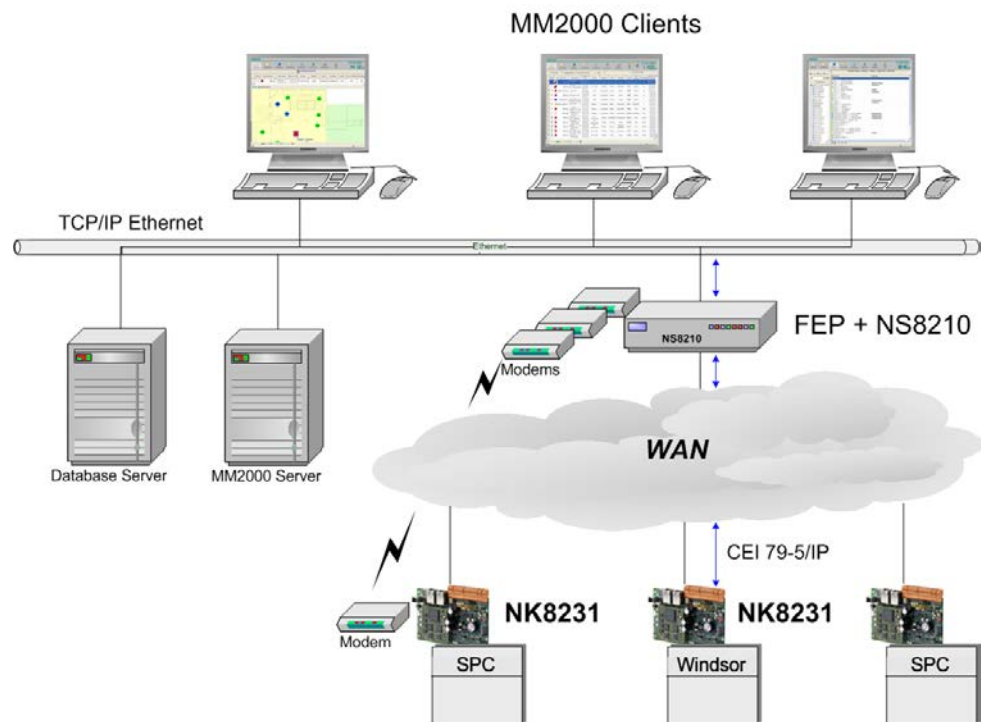 MM2000 Clients
TCP/IP Ethernet
Ethernet
NS8210
FEP + NS8210
Modems
WAN
Database Server
MM2000 Server
CEI 79-5/IP
NK8231
NK8231
Modem
SPC
Windsor
SPC